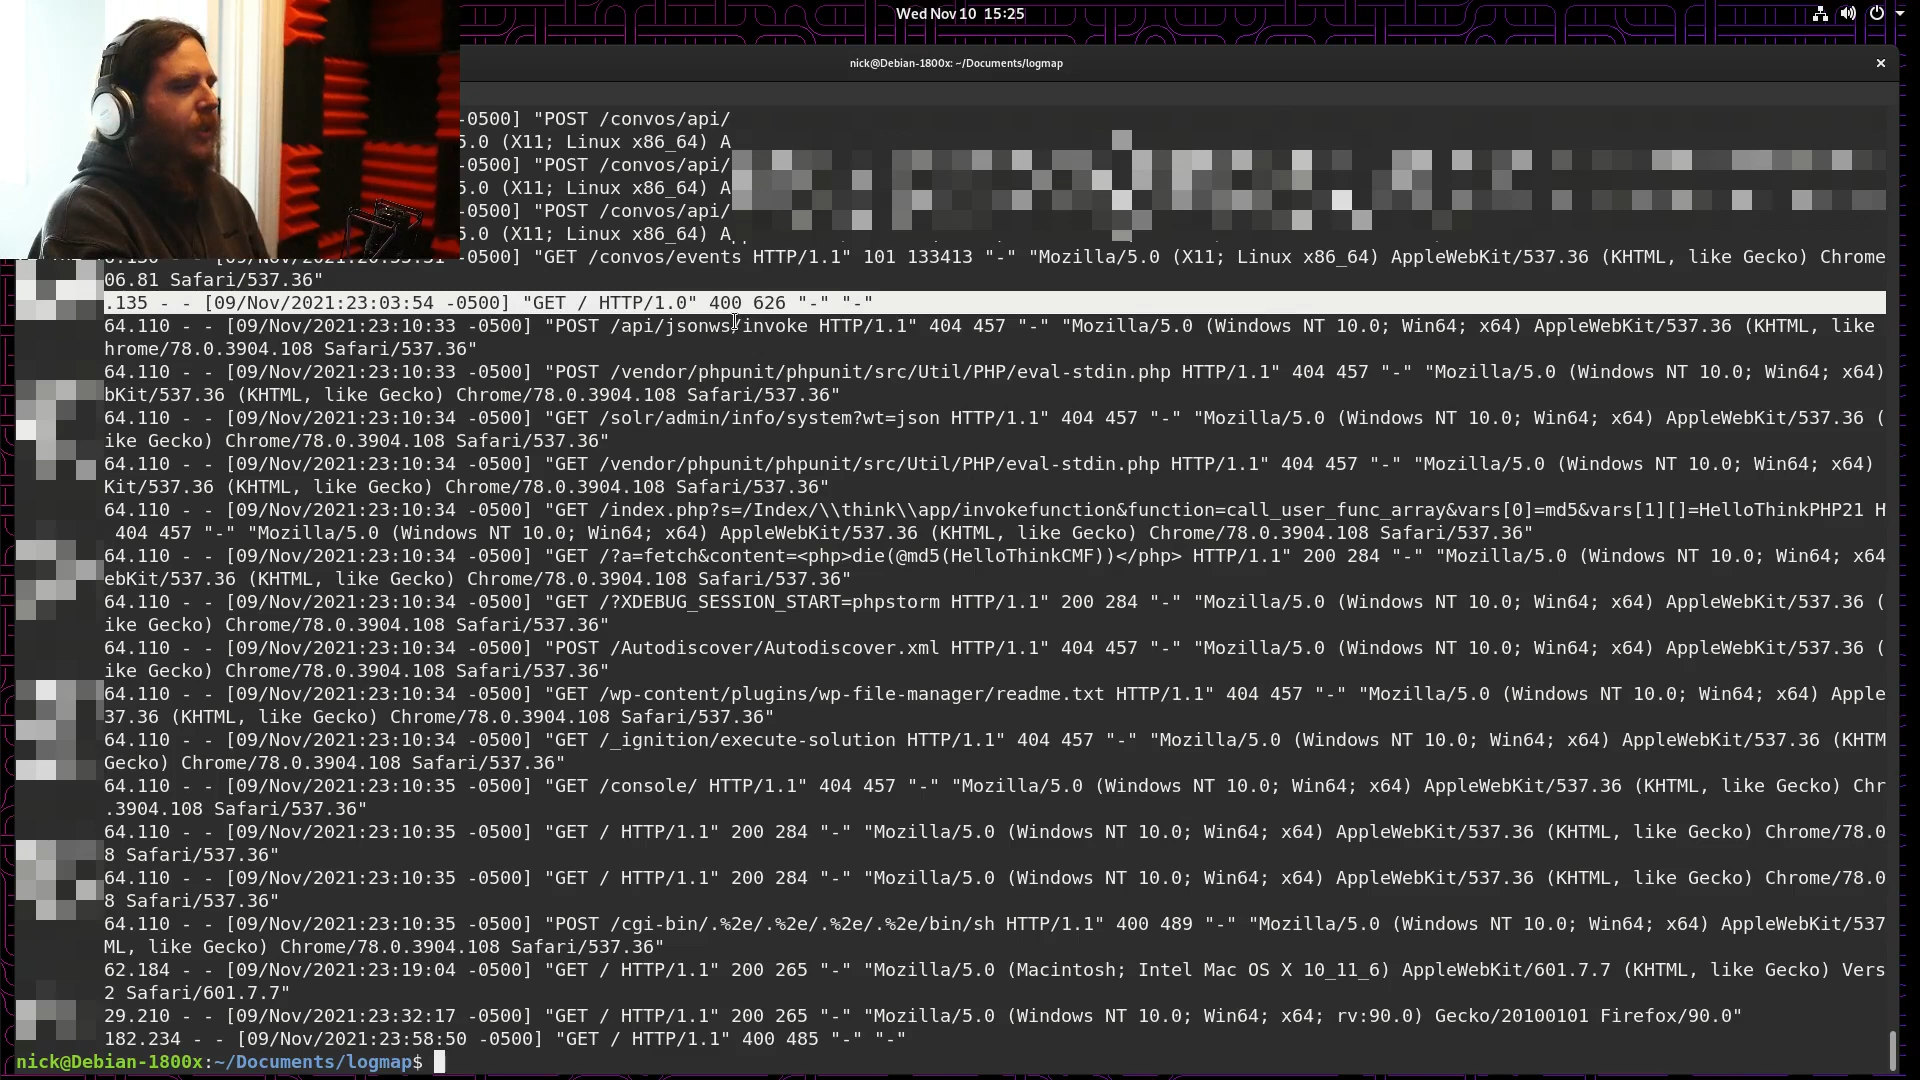 Wed Nov 10  15:25
nick@Debian-1800x: ~/Documents/logmap
-0500] "POST /convos/api/
5.0 (X11; Linux x86_64) A
-0500] "POST /convos/api/
5.0 (X11; Linux x86_64) A
-0500] "POST /convos/api/
5.0 (X11; Linux x86_64) A
-0500] "GET /convos/events HTTP/1.1" 101 133413 "-" "Mozilla/5.0 (X11; Linux x86_64) AppleWebKit/537.36 (KHTML, like Gecko) Chrome
06.81 Safari/537.36"
.135 - - [09/Nov/2021:23:03:54 -0500] "GET / HTTP/1.0" 400 626 "-" "-"
64.110 - - [09/Nov/2021:23:10:33 -0500] "POST /api/jsonws/invoke HTTP/1.1" 404 457 "-" "Mozilla/5.0 (Windows NT 10.0; Win64; x64) AppleWebKit/537.36 (KHTML, like
hrome/78.0.3904.108 Safari/537.36"
64.110 - - [09/Nov/2021:23:10:33 -0500] "POST /vendor/phpunit/phpunit/src/Util/PHP/eval-stdin.php HTTP/1.1" 404 457 "-" "Mozilla/5.0 (Windows NT 10.0; Win64; x64)
bKit/537.36 (KHTML, like Gecko) Chrome/78.0.3904.108 Safari/537.36"
64.110 - - [09/Nov/2021:23:10:34 -0500] "GET /solr/admin/info/system?wt=json HTTP/1.1" 404 457 "-" "Mozilla/5.0 (Windows NT 10.0; Win64; x64) AppleWebKit/537.36 (
ike Gecko) Chrome/78.0.3904.108 Safari/537.36"
64.110 - - [09/Nov/2021:23:10:34 -0500] "GET /vendor/phpunit/phpunit/src/Util/PHP/eval-stdin.php HTTP/1.1" 404 457 "-" "Mozilla/5.0 (Windows NT 10.0; Win64; x64)
Kit/537.36 (KHTML, like Gecko) Chrome/78.0.3904.108 Safari/537.36"
64.110 - - [09/Nov/2021:23:10:34 -0500] "GET /index.php?s=/Index/\\think\\app/invokefunction&function=call_user_func_array&vars[0]=md5&vars[1][]=HelloThinkPHP21 H
404 457 "-" "Mozilla/5.0 (Windows NT 10.0; Win64; x64) AppleWebKit/537.36 (KHTML, like Gecko) Chrome/78.0.3904.108 Safari/537.36"
64.110 - - [09/Nov/2021:23:10:34 -0500] "GET /?a=fetch&content=<php>die(@md5(HelloThinkCMF))</php> HTTP/1.1" 200 284 "-" "Mozilla/5.0 (Windows NT 10.0; Win64; x64
ebKit/537.36 (KHTML, like Gecko) Chrome/78.0.3904.108 Safari/537.36"
64.110 - - [09/Nov/2021:23:10:34 -0500] "GET /?XDEBUG_SESSION_START=phpstorm HTTP/1.1" 200 284 "-" "Mozilla/5.0 (Windows NT 10.0; Win64; x64) AppleWebKit/537.36 (
ike Gecko) Chrome/78.0.3904.108 Safari/537.36"
64.110 - - [09/Nov/2021:23:10:34 -0500] "POST /Autodiscover/Autodiscover.xml HTTP/1.1" 404 457 "-" "Mozilla/5.0 (Windows NT 10.0; Win64; x64) AppleWebKit/537.36 (
ike Gecko) Chrome/78.0.3904.108 Safari/537.36"
64.110 - - [09/Nov/2021:23:10:34 -0500] "GET /wp-content/plugins/wp-file-manager/readme.txt HTTP/1.1" 404 457 "-" "Mozilla/5.0 (Windows NT 10.0; Win64; x64) Apple
37.36 (KHTML, like Gecko) Chrome/78.0.3904.108 Safari/537.36"
64.110 - - [09/Nov/2021:23:10:34 -0500] "GET /_ignition/execute-solution HTTP/1.1" 404 457 "-" "Mozilla/5.0 (Windows NT 10.0; Win64; x64) AppleWebKit/537.36 (KHTM
Gecko) Chrome/78.0.3904.108 Safari/537.36"
64.110 - - [09/Nov/2021:23:10:35 -0500] "GET /console/ HTTP/1.1" 404 457 "-" "Mozilla/5.0 (Windows NT 10.0; Win64; x64) AppleWebKit/537.36 (KHTML, like Gecko) Chr
.3904.108 Safari/537.36"
64.110 - - [09/Nov/2021:23:10:35 -0500] "GET / HTTP/1.1" 200 284 "-" "Mozilla/5.0 (Windows NT 10.0; Win64; x64) AppleWebKit/537.36 (KHTML, like Gecko) Chrome/78.0
8 Safari/537.36"
64.110 - - [09/Nov/2021:23:10:35 -0500] "GET / HTTP/1.1" 200 284 "-" "Mozilla/5.0 (Windows NT 10.0; Win64; x64) AppleWebKit/537.36 (KHTML, like Gecko) Chrome/78.0
8 Safari/537.36"
64.110 - - [09/Nov/2021:23:10:35 -0500] "POST /cgi-bin/.%2e/.%2e/.%2e/.%2e/bin/sh HTTP/1.1" 400 489 "-" "Mozilla/5.0 (Windows NT 10.0; Win64; x64) AppleWebKit/537
ML, like Gecko) Chrome/78.0.3904.108 Safari/537.36"
62.184 - - [09/Nov/2021:23:19:04 -0500] "GET / HTTP/1.1" 200 265 "-" "Mozilla/5.0 (Macintosh; Intel Mac OS X 10_11_6) AppleWebKit/601.7.7 (KHTML, like Gecko) Vers
2 Safari/601.7.7"
29.210 - - [09/Nov/2021:23:32:17 -0500] "GET / HTTP/1.1" 200 265 "-" "Mozilla/5.0 (Windows NT 10.0; Win64; x64; rv:90.0) Gecko/20100101 Firefox/90.0"
182.234 - - [09/Nov/2021:23:58:50 -0500] "GET / HTTP/1.1" 400 485 "-" "-"
nick@Debian-1800x:~/Documents/logmap$